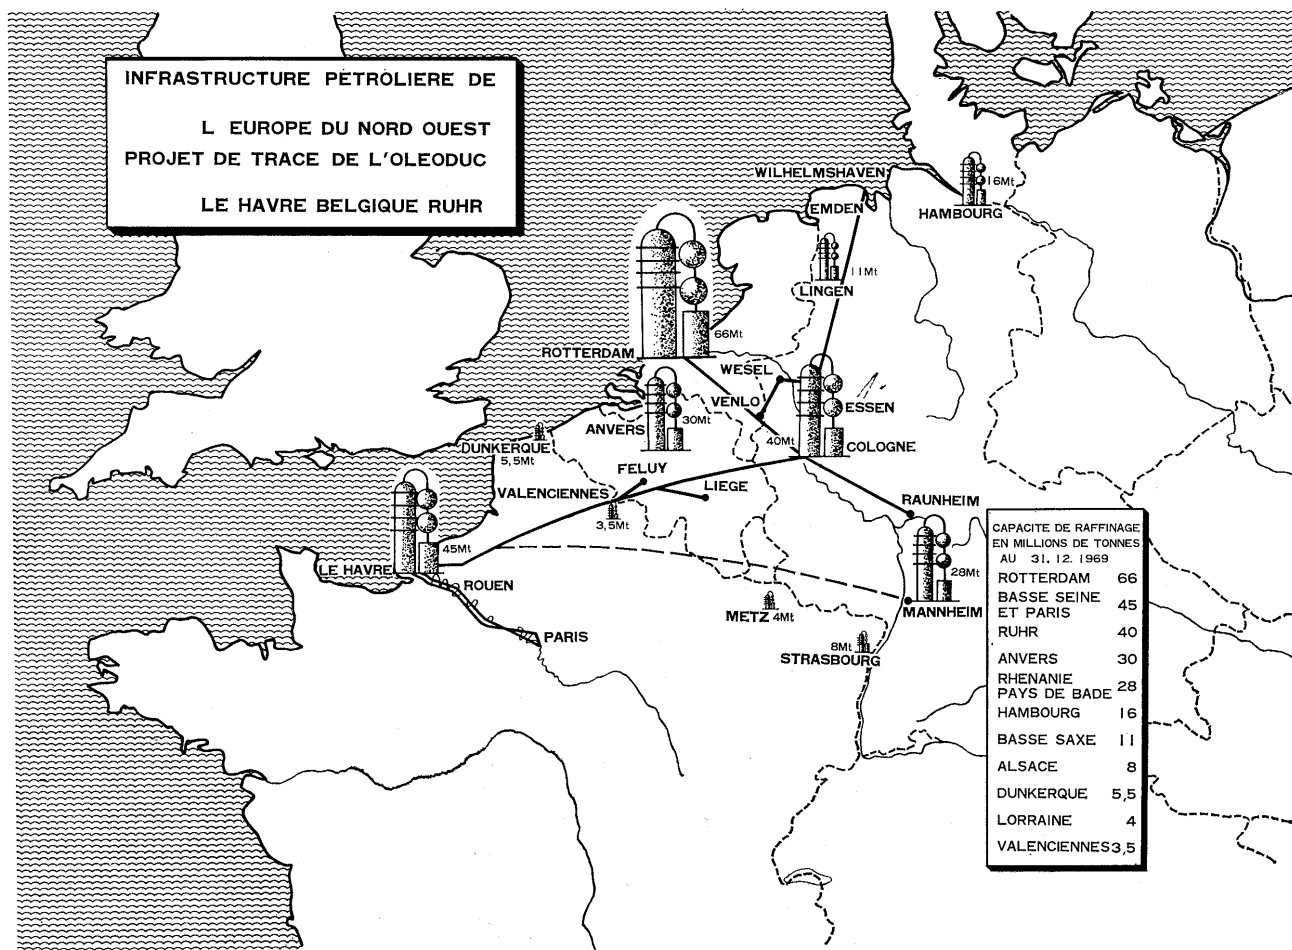 INFRASTRUCTURE PÉTRÒLIERE DE
L EUROPE DU NORD OUEST
PROJET DE TRACE DE L'OLEODUC
LE HAVRE BELGIQUE RUHR
WILHELMSHAVEN
EMDEN
16Mt
HAMBOURG
11Mt
LINGEN
66Mt
ROTTERDAM
WESEL
VENLO
ESSEN
30Mt
ANVERS
40Mt
COLOGNE
DUNKERQUE
5,5Mt
FELUY
LIEGE
VALENCIENNES
3,5Mt
RAUNHEIM
45Mt
LE HAVRE
ROUEN
PARIS
28Mt
MANNHEIM
METZ 4Mt
8Mt
STRASBOURG
CAPACITE DE RAFFINAGE
EN MILLIONS DE TONNES
AU 31. 12. 1969
ROTTERDAM 66
BASSE SEINE
ET PARIS 45
RUHR 40
ANVERS 30
RHENANIE
PAYS DE BADE 28
HAMBOURG 16
BASSE SAXE 11
ALSACE 8
DUNKERQUE 5,5
LORRAINE 4
VALENCIENNES 3,5